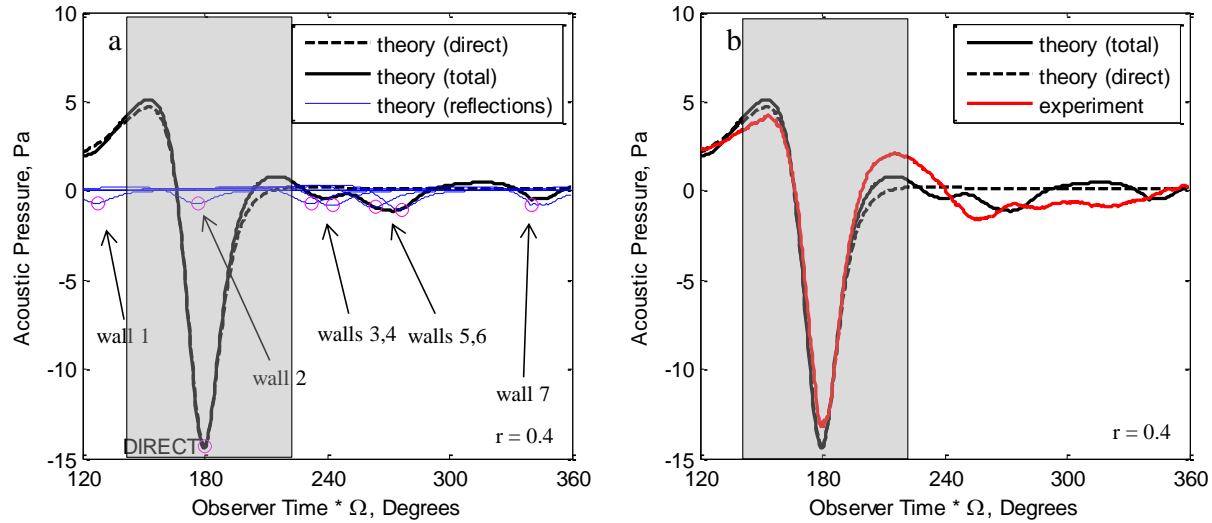 a
theory (direct)
theory (total)
theory (reflections)
10
5
0
-5
-10
-15
Acoustic Pressure, Pa
wall 1
wall 2
walls 3,4
walls 5,6
wall 7
DIRECT
r = 0.4
120
180
240
300
360
Observer Time * Ω, Degrees
b
theory (total)
theory (direct)
experiment
10
5
0
-5
-10
-15
Acoustic Pressure, Pa
r = 0.4
120
180
240
300
360
Observer Time * Ω, Degrees